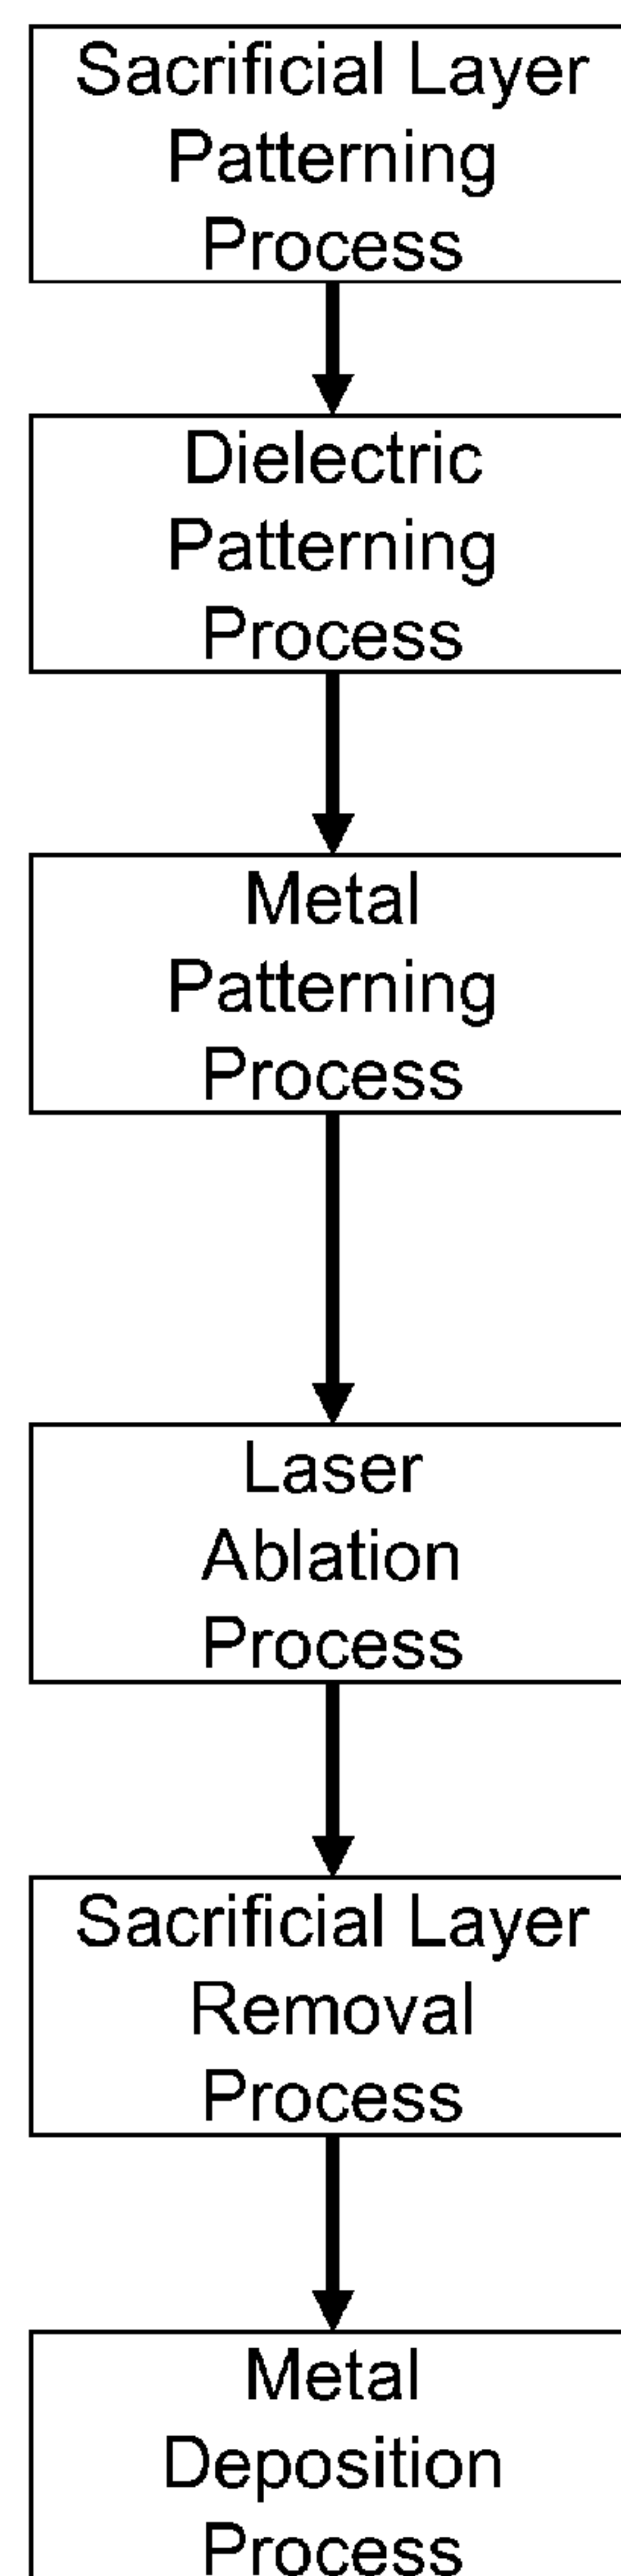 Sacrificial Layer
Patterning
Process
Dielectric
Patterning
Process
Metal
Patterning
Process
Laser
Ablation
Process
Sacrificial Layer
Removal
Process
Metal
Deposition
Process